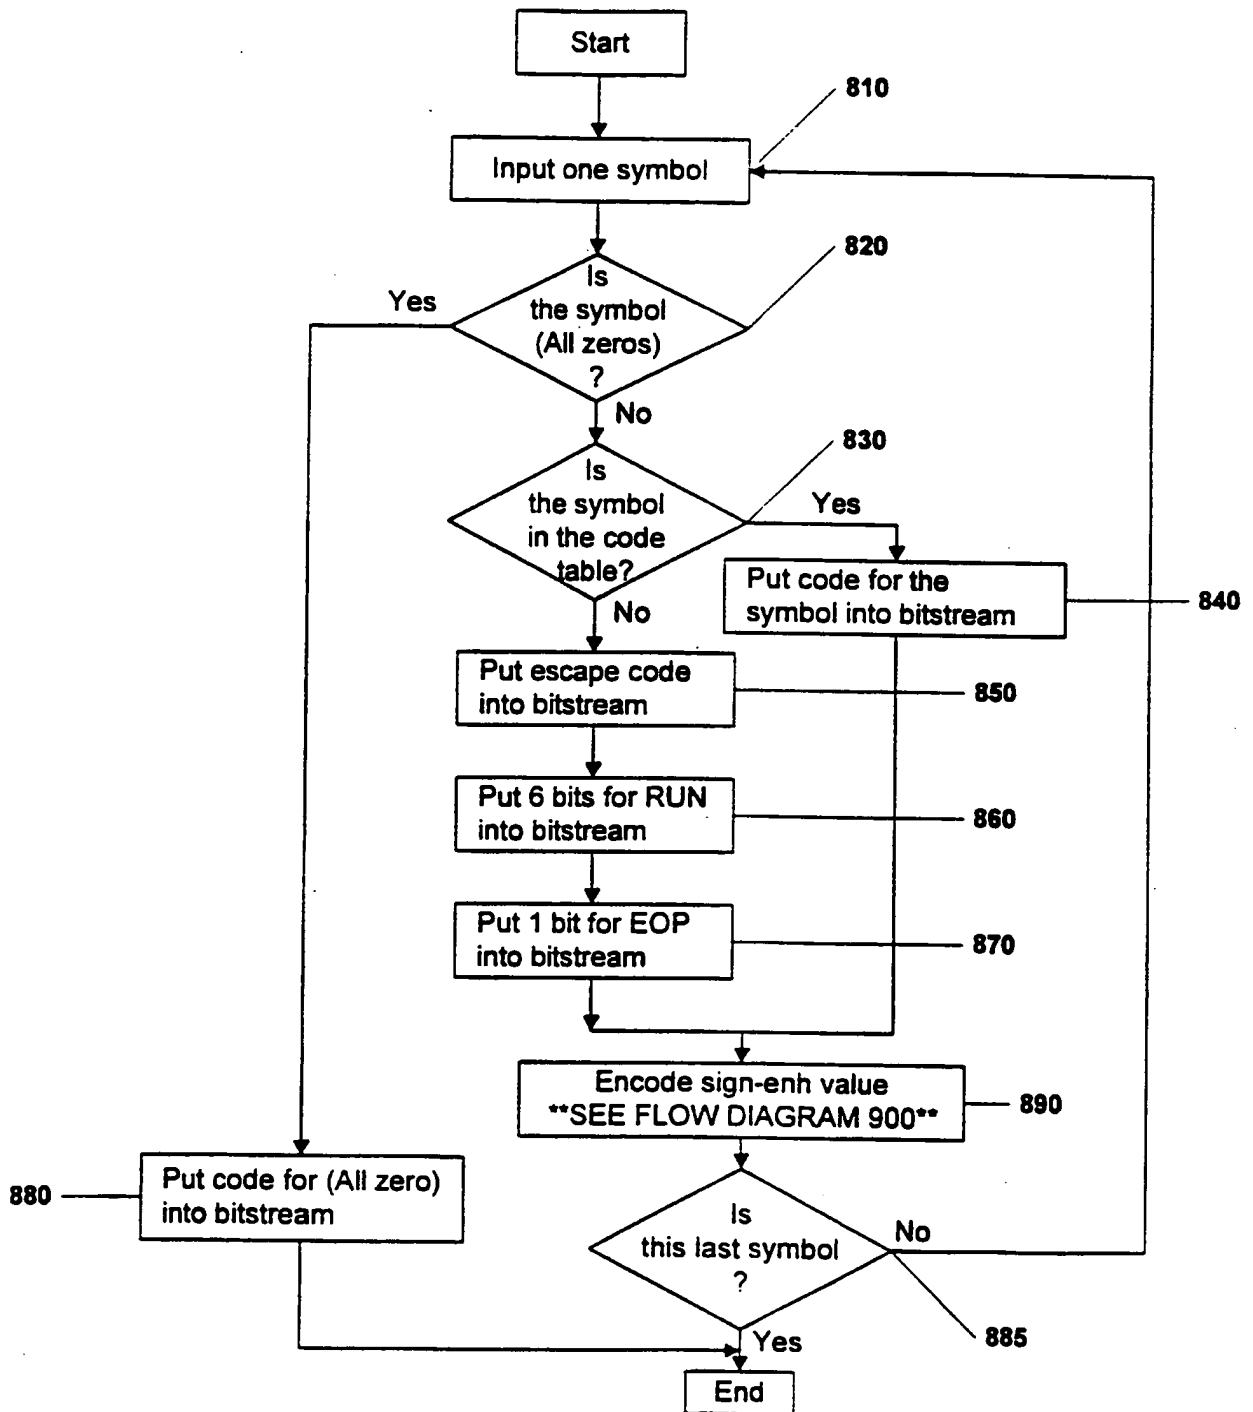 Start
810
Input one symbol
820
Is
the symbol
(All zeros)
?
Yes
No
830
Is
the symbol
in the code
table?
Yes
No
Put code for the
symbol into bitstream
840
Put escape code
into bitstream
850
Put 6 bits for RUN
into bitstream
860
Put 1 bit for EOP
into bitstream
870
Encode sign-enh value
**SEE FLOW DIAGRAM 900**
890
880
Put code for (All zero)
into bitstream
Is
this last symbol
?
No
885
Yes
End